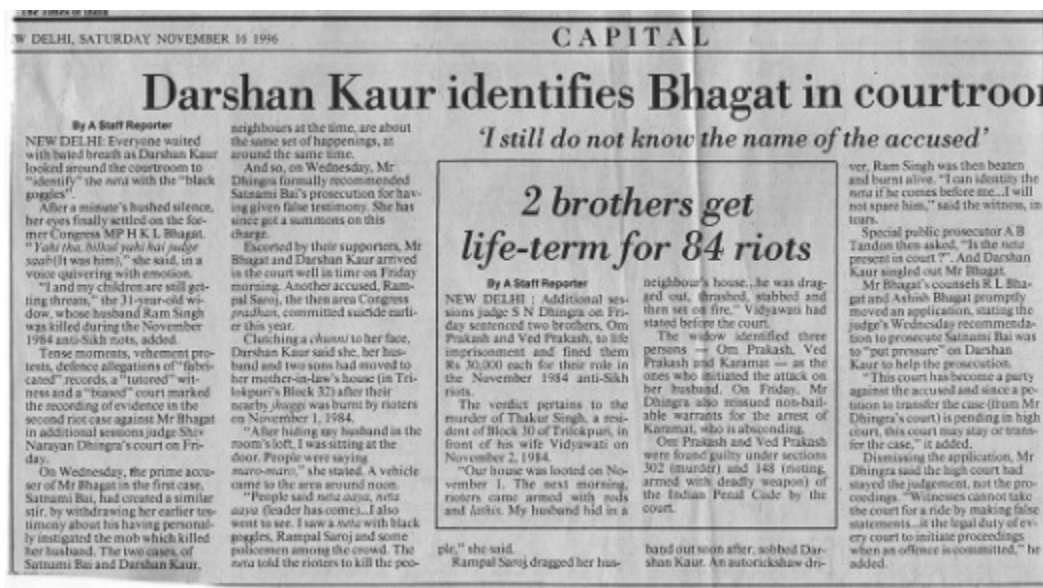 The Times of India
W DELHI, SATURDAY NOVEMBER 16 1996
CAPITAL
Darshan Kaur identifies Bhagat in courtroo
'I still do not know the name of the accused'
By A Staff Reporter
NEW DELHI: Everyone waited
with bated breath as Darshan Kaur
looked around the courtroom to
"identify" the neta with the "black
goggles".
After a minute's hushed silence,
her eyes finally settled on the for-
mer Congress MP H K L Bhagat.
"Yahi tha, bilkul yahi hai judge
saab (It was him)," she said, in a
voice quivering with emotion.
"I and my children are still get-
ting threats," the 31-year-old wi-
dow, whose husband Ram Singh
was killed during the November
1984 anti-Sikh riots, added.
Tense moments, vehement pro-
tests, defence allegations of "fabri-
cated" records, a "tutored" wit-
ness and a "biased" court marked
the recording of evidence in the
second riot case against Mr Bhagat
in additional sessions judge Shiv
Narayan Dhingra's court on Fri-
day.
On Wednesday, the prime accu-
ser of Mr Bhagat in the first case,
Satnami Bai, had created a similar
stir, by withdrawing her earlier tes-
timony about his having personal-
ly instigated the mob which killed
her husband. The two cases, of
Satnami Bai and Darshan Kaur,
neighbours at the time, are about
the same set of happenings, at
around the same time.
And so, on Wednesday, Mr
Dhingra formally recommended
Satnami Bai's prosecution for hav-
ing given false testimony. She has
since got a summons on this
charge.
Escorted by their supporters, Mr
Bhagat and Darshan Kaur arrived
in the court well in time on Friday
morning. Another accused, Ram-
pal Saroj, the then area Congress
pradhan, committed suicide earli-
er this year.
Clutching a chunni to her face,
Darshan Kaur said she, her hus-
band and two sons had moved to
her mother-in-law's house (in Tri-
lokpuri's Block 32) after their
nearby jhuggi was burnt by rioters
on November 1, 1984.
"After hiding my husband in the
room's loft, I was sitting at the
door. People were saying
maro-maro," she stated. A vehicle
came to the area around noon.
"People said neta aaya, neta
aaya (leader has come)...I also
went to see. I saw a neta with black
goggles, Rampal Saroj and some
policemen among the crowd. The
neta told the rioters to kill the peo-
2 brothers get
life-term for 84 riots
By A Staff Reporter
NEW DELHI : Additional ses-
sions judge S N Dhingra on Fri-
day sentenced two brothers, Om
Prakash and Ved Prakash, to life
imprisonment and fined them
Rs 30,000 each for their role in
the November 1984 anti-Sikh
riots.
The verdict pertains to the
murder of Thakur Singh, a resi-
dent of Block 30 of Trilokpuri, in
front of his wife Vidyawati on
November 2, 1984.
"Our house was looted on No-
vember 1. The next morning,
rioters came armed with rods
and lathis. My husband hid in a
neighbour's house...he was drag-
ged out, thrashed, stabbed and
then set on fire," Vidyawati had
stated before the court.
The widow identified three
persons — Om Prakash, Ved
Prakash and Karamat — as the
ones who initiated the attack on
her husband. On Friday, Mr
Dhingra also reissued non-bail-
able warrants for the arrest of
Karamat, who is absconding.
Om Prakash and Ved Prakash
were found guilty under sections
302 (murder) and 148 (rioting,
armed with deadly weapon) of
the Indian Penal Code by the
court.
ple," she said.
Rampal Saroj dragged her hus-
band out soon after, sobbed Dar-
shan Kaur. An autorickshaw dri-
ver, Ram Singh was then beaten
and burnt alive. "I can identify the
neta if he comes before me...I will
not spare him," said the witness, in
tears.
Special public prosecutor A B
Tandon then asked, "Is the neta
present in court ?". And Darshan
Kaur singled out Mr Bhagat.
Mr Bhagat's counsels R L Bha-
gat and Ashish Bhagat promptly
moved an application, stating the
judge's Wednesday recommenda-
tion to prosecute Satnami Bai was
to "put pressure" on Darshan
Kaur to help the prosecution.
"This court has become a party
against the accused and since a pe-
tition to transfer the case (from Mr
Dhingra's court) is pending in high
court, this court may stay or trans-
fer the case," it added.
Dismissing the application, Mr
Dhingra said the high court had
stayed the judgement, not the pro-
ceedings. "Witnesses cannot take
the court for a ride by making false
statements...it is the legal duty of ev-
ery court to initiate proceedings
when an offence is committed," he
added.